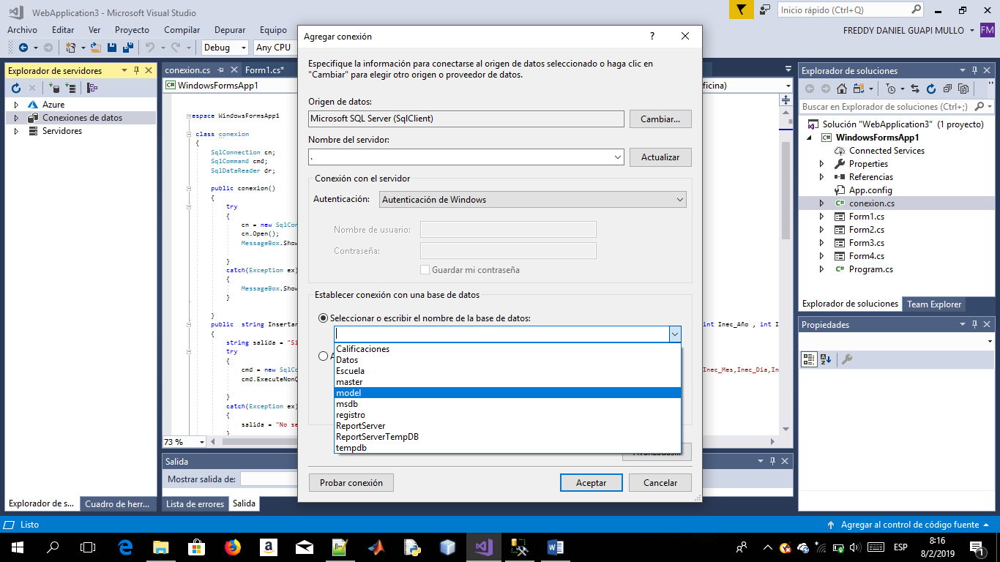 WebApplication3 - Microsoft Visual Studio
Inicio rápido (Ctrl+Q)
Archivo Editar Ver Proyecto Compilar Depurar Equipo
FREDDY DANIEL GUAPI MULLO FM
Debug Any CPU
Explorador de servidores
Azure
Conexiones de datos
Servidores
Explorador de s... Cuadro de herr...
conexion.cs Form1.cs*
WindowsFormsApp1
espace WindowsFormsApp1
class conexion
{
SqlConnection cn;
SqlCommand cmd;
SqlDataReader dr;
public conexion()
{
try
{
cn = new SqlCon
cn.Open();
MessageBox.Show
}
catch(Exception ex)
{
MessageBox.Show
}
}
public string Insertar
int Inec_Año , int I
{
string salida = "Si
try
{
cmd = new SqlCo
Inec_Mes,Inec_Dia,In
cmd.ExecuteNonQ
}
catch(Exception ex)
{
salida = "No se
}
73 %
Salida
Mostrar salida de:
Lista de errores Salida
Agregar conexión
?
Especifique la información para conectarse al origen de datos seleccionado o haga clic en
"Cambiar" para elegir otro origen o proveedor de datos.
Origen de datos:
Microsoft SQL Server (SqlClient) Cambiar...
Nombre del servidor:
. Actualizar
Conexión con el servidor
Autenticación: Autenticación de Windows
Nombre de usuario:
Contraseña:
Guardar mi contraseña
Establecer conexión con una base de datos
Seleccionar o escribir el nombre de la base de datos:
Calificaciones
Datos
Escuela
master
model
msdb
registro
ReportServer
ReportServerTempDB
tempdb
Avanzadas...
Probar conexión Aceptar Cancelar
ficina)
Explorador de soluciones
Buscar en Explorador de soluciones (Ctrl+;)
Solución "WebApplication3" (1 proyecto)
WindowsFormsApp1
Connected Services
Properties
Referencias
App.config
conexion.cs
Form1.cs
Form2.cs
Form3.cs
Form4.cs
Program.cs
Explorador de soluciones Team Explorer
Propiedades
Listo
Agregar al control de código fuente
ESP
8:16
8/2/2019
1